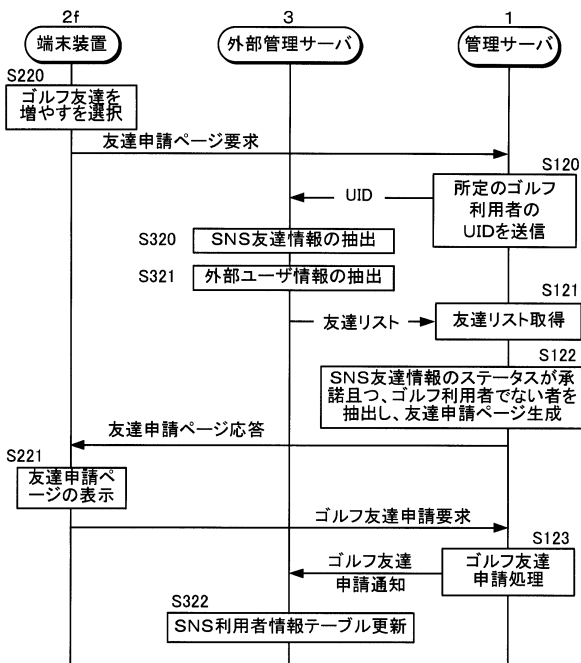 2f
3
1
端末装置
外部管理サーバ
管理サーバ
S220
ゴルフ友達を
増やすを選択
友達申請ページ要求
S120
所定のゴルフ
利用者の
UIDを送信
UID
S320
SNS友達情報の抽出
S321
外部ユーザ情報の抽出
S121
友達リスト
友達リスト取得
S122
SNS友達情報のステータスが承
諾且つ、ゴルフ利用者でない者を
抽出し、友達申請ページ生成
友達申請ページ応答
S221
友達申請ペ
ージの表示
ゴルフ友達申請要求
S123
ゴルフ友達
申請処理
ゴルフ友達
申請通知
S322
SNS利用者情報テーブル更新